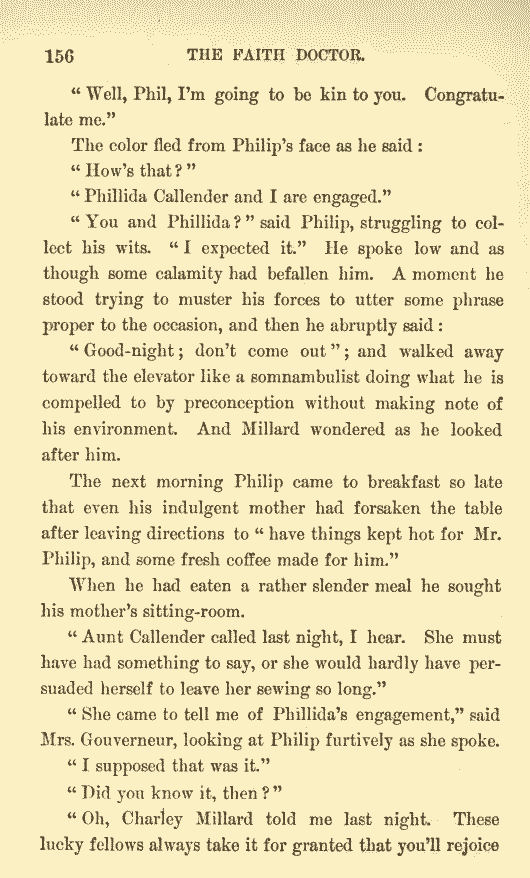 156 THE FAITH DOCTOR.
“ Well, Phil, I'm going to be kin to you. Congratu-
late me.”
The color fled from Philip's face as he said :
“ How's that ? ”
“ Phillida Callender and I are engaged.”
“ You and Phillida ? ” said Philip, struggling to col-
lect his wits. “ I expected it.” He spoke low and as
though some calamity had befallen him. A moment he
stood trying to muster his forces to utter some phrase
proper to the occasion, and then he abruptly said :
“ Good-night ; don't come out ” ; and walked away
toward the elevator like a somnambulist doing what he is
compelled to by preconception without making note of
his environment. And Millard wondered as he looked
after him.
The next morning Philip came to breakfast so late
that even his indulgent mother had forsaken the table
after leaving directions to “ have things kept hot for Mr.
Philip, and some fresh coffee made for him.”
When he had eaten a rather slender meal he sought
his mother's sitting-room.
“ Aunt Callender called last night, I hear. She must
have had something to say, or she would hardly have per-
suaded herself to leave her sewing so long.”
“ She came to tell me of Phillida's engagement,” said
Mrs. Gouverneur, looking at Philip furtively as she spoke.
“ I supposed that was it.”
“ Did you know it, then ? ”
“ Oh, Charley Millard told me last night. These
lucky fellows always take it for granted that you'll rejoice